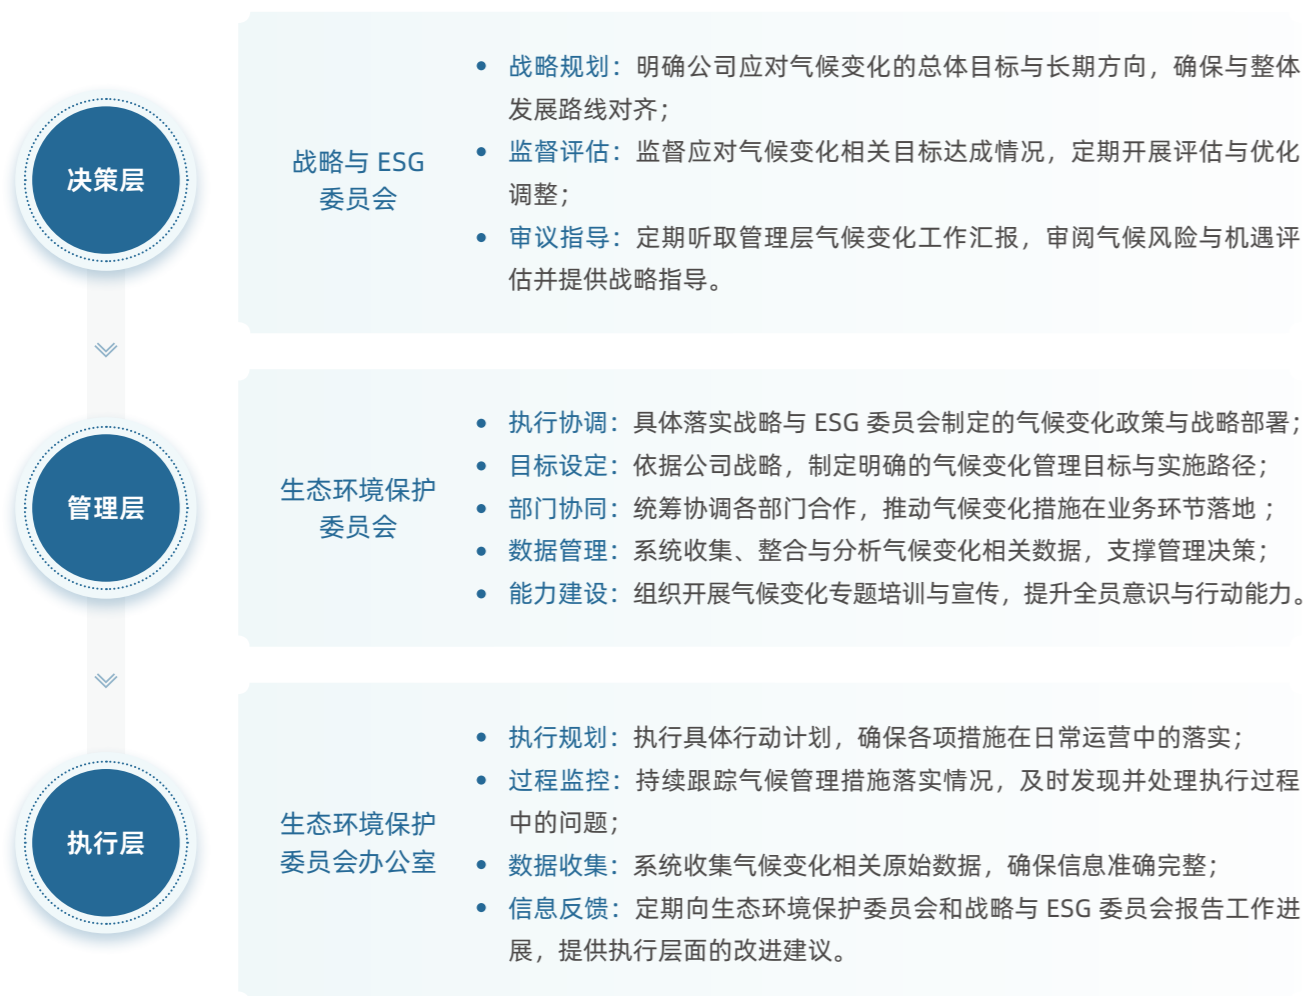 决策层
战略与 ESG
委员会
• 战略规划：明确公司应对气候变化的总体目标与长期方向，确保与整体
发展路线对齐；
• 监督评估：监督应对气候变化相关目标达成情况，定期开展评估与优化
调整；
• 审议指导：定期听取管理层气候变化工作汇报，审阅气候风险与机遇评
估并提供战略指导。
管理层
生态环境保护
委员会
• 执行协调：具体落实战略与 ESG 委员会制定的气候变化政策与战略部署；
• 目标设定：依据公司战略，制定明确的气候变化管理目标与实施路径；
• 部门协同：统筹协调各部门合作，推动气候变化措施在业务环节落地 ；
• 数据管理：系统收集、整合与分析气候变化相关数据，支撑管理决策；
• 能力建设：组织开展气候变化专题培训与宣传，提升全员意识与行动能力。
执行层
生态环境保护
委员会办公室
• 执行规划：执行具体行动计划，确保各项措施在日常运营中的落实；
• 过程监控：持续跟踪气候管理措施落实情况，及时发现并处理执行过程
中的问题；
• 数据收集：系统收集气候变化相关原始数据，确保信息准确完整；
• 信息反馈：定期向生态环境保护委员会和战略与 ESG 委员会报告工作进
展，提供执行层面的改进建议。